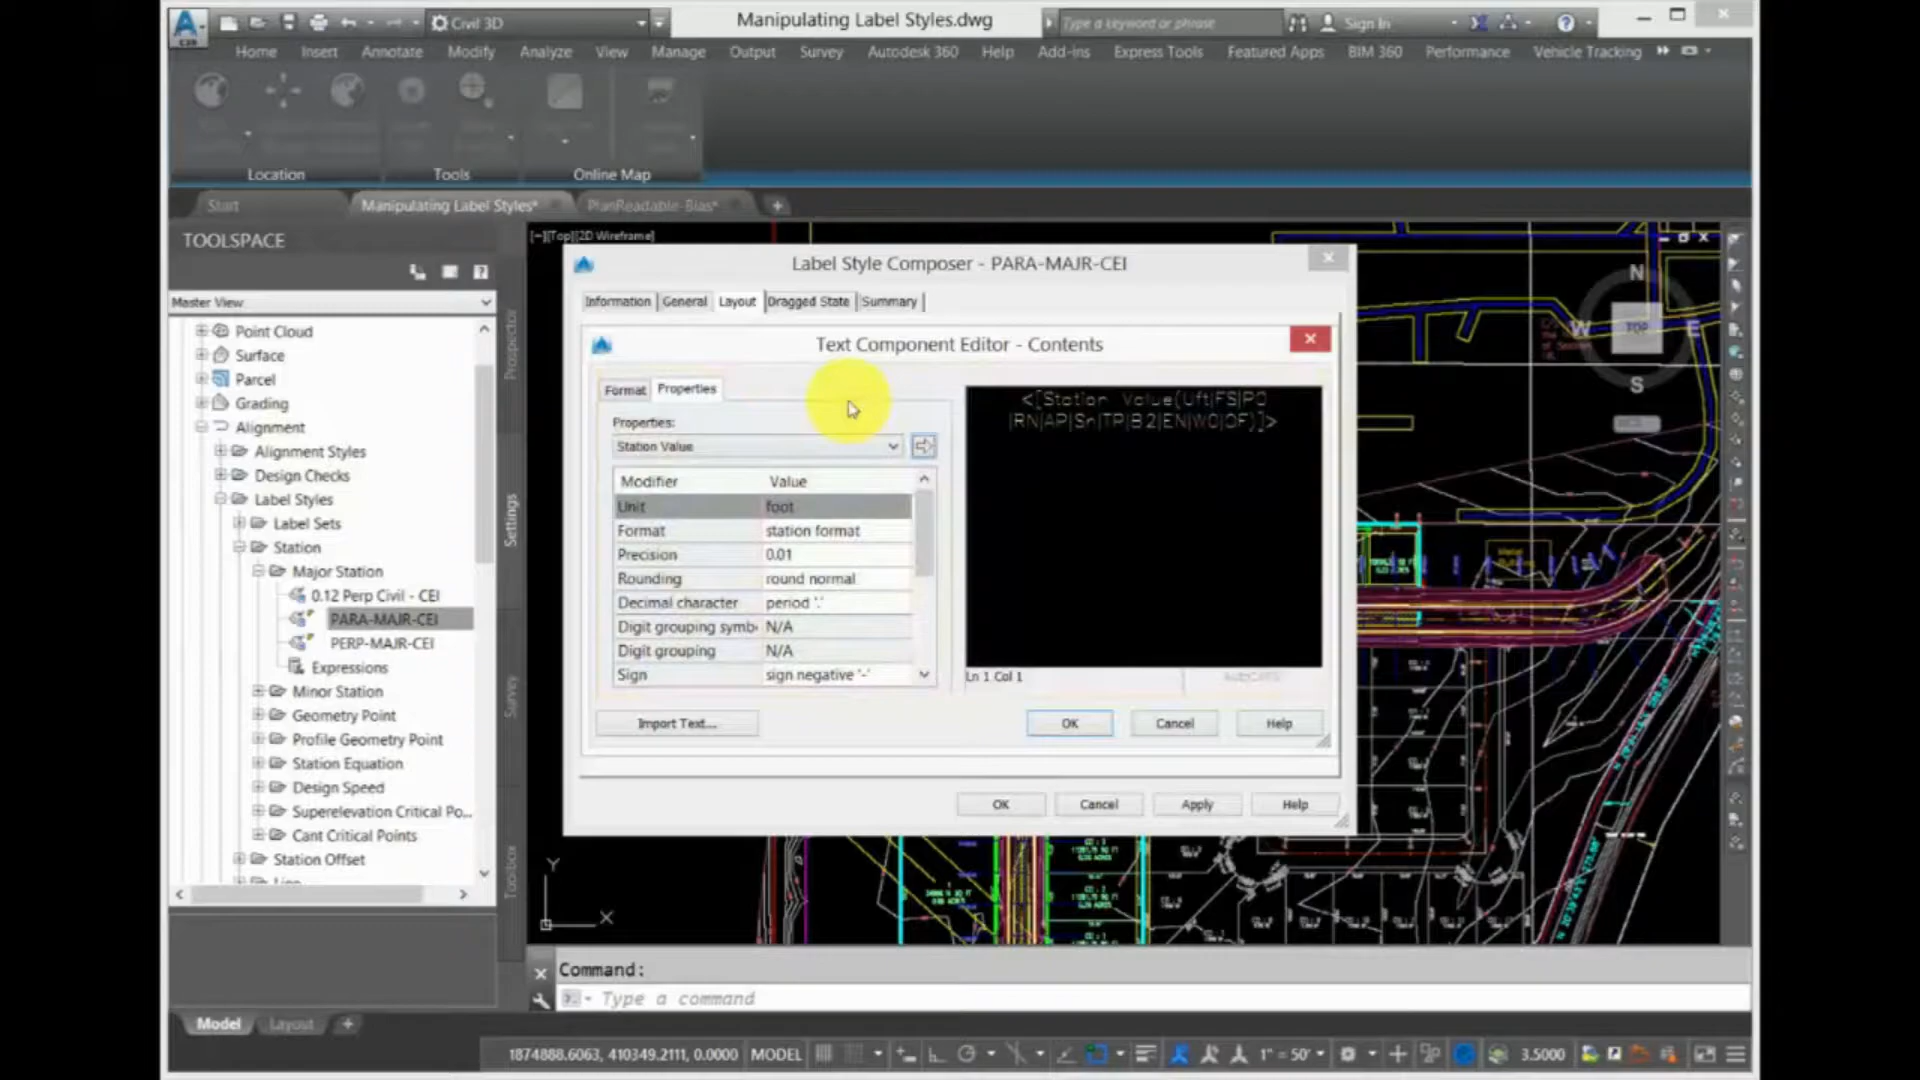 Civil 3D
Manipulating Label Styles.dwg
Type a keyword or phrase
Sign In
Home
Insert
Annotate
Modify
Analyze
View
Manage
Output
Survey
Autodesk 360
Help
Add-ins
Express Tools
Featured Apps
BIM 360
Performance
Vehicle Tracking
Location
Tools
Online Map
Start
Manipulating Label Styles*
PlanReadable-Bias*
TOOLSPACE
Master View
Point Cloud
Surface
Parcel
Grading
Alignment
Alignment Styles
Design Checks
Label Styles
Label Sets
Station
Major Station
0.12 Perp Civil - CEI
PARA-MAJR-CEI
PERP-MAJR-CEI
Expressions
Minor Station
Geometry Point
Profile Geometry Point
Station Equation
Design Speed
Superelevation Critical Po...
Cant Critical Points
Station Offset
Prospector
Settings
Survey
Toolbox
[−][Top][2D Wireframe]
Label Style Composer - PARA-MAJR-CEI
Information
General
Layout
Dragged State
Summary
Text Component Editor - Contents
Format
Properties
Properties:
Station Value
Modifier Value
Unit foot
Format station format
Precision 0.01
Rounding round normal
Decimal character period '.'
Digit grouping symb N/A
Digit grouping N/A
Sign sign negative '-'
<[Station Value(Uft|FS|P0
|RN|AP|Sn|TP|B2|EN|W0|OF)]>
Ln 1 Col 1
AutoCAPS
Import Text...
OK
Cancel
Help
OK
Cancel
Apply
Help
N
W
TOP
E
S
Y
X
Command:
Type a command
Model
Layout
1874888.6063, 410349.2111, 0.0000
MODEL
1" = 50'
3.5000